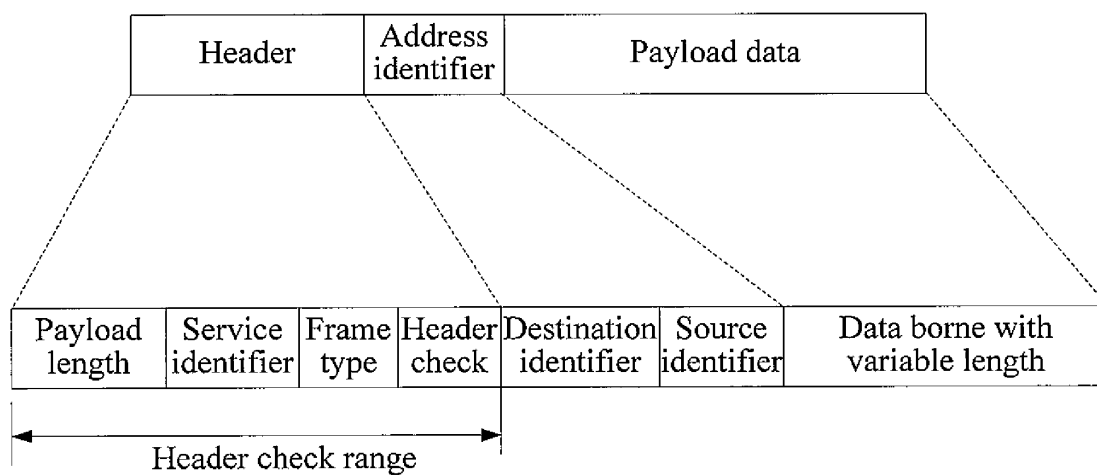 Header
Address
identifier
Payload data
Payload
length
Service
identifier
Frame
type
Header
check
Destination
identifier
Source
identifier
Data borne with
variable length
Header check range